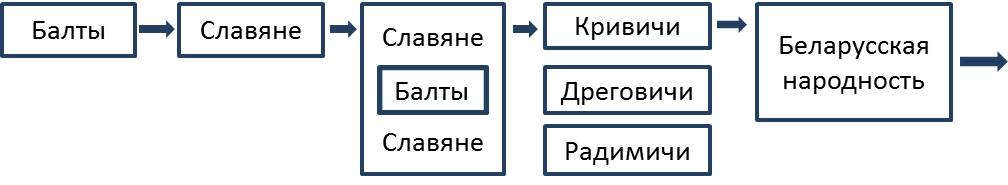 Балты
Славяне
Славяне
Балты
Славяне
Кривичи
Дреговичи
Радимичи
Беларусская
народность